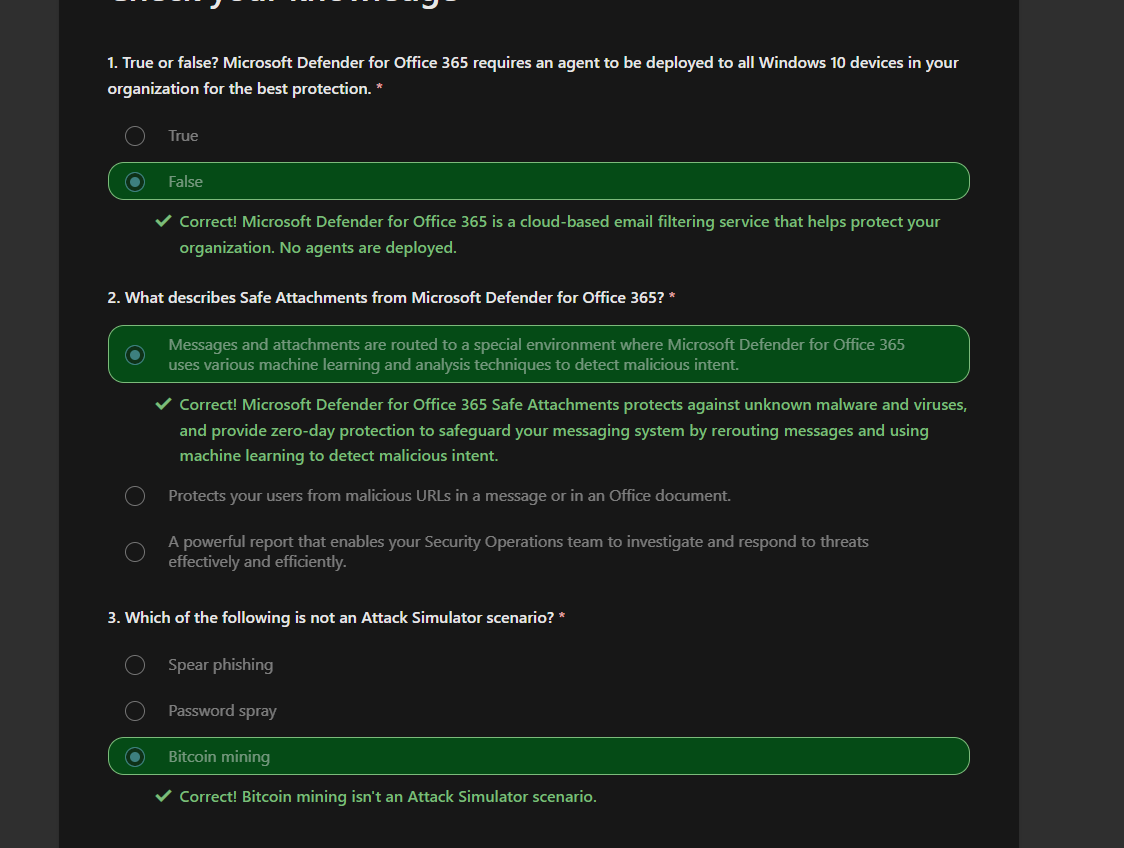 1. True or false? Microsoft Defender for Office 365 requires an agent to be deployed to all Windows 10 devices in your
organization for the best protection. *
True
False
Correct! Microsoft Defender for Office 365 is a cloud-based email filtering service that helps protect your
organization. No agents are deployed.
2. What describes Safe Attachments from Microsoft Defender for Office 365? *
Messages and attachments are routed to a special environment where Microsoft Defender for Office 365
uses various machine learning and analysis techniques to detect malicious intent.
Correct! Microsoft Defender for Office 365 Safe Attachments protects against unknown malware and viruses,
and provide zero-day protection to safeguard your messaging system by rerouting messages and using
machine learning to detect malicious intent.
Protects your users from malicious URLs in a message or in an Office document.
A powerful report that enables your Security Operations team to investigate and respond to threats
effectively and efficiently.
3. Which of the following is not an Attack Simulator scenario? *
Spear phishing
Password spray
Bitcoin mining
Correct! Bitcoin mining isn't an Attack Simulator scenario.